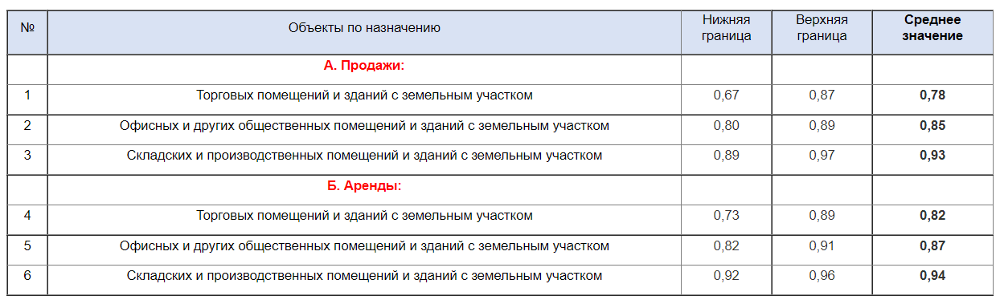 № Объекты по назначению Нижняя граница Верхняя граница Среднее значение
А. Продажи:
1 Торговых помещений и зданий с земельным участком 0,67 0,87 0,78
2 Офисных и других общественных помещений и зданий с земельным участком 0,80 0,89 0,85
3 Складских и производственных помещений и зданий с земельным участком 0,89 0,97 0,93
Б. Аренды:
4 Торговых помещений и зданий с земельным участком 0,73 0,89 0,82
5 Офисных и других общественных помещений и зданий с земельным участком 0,82 0,91 0,87
6 Складских и производственных помещений и зданий с земельным участком 0,92 0,96 0,94